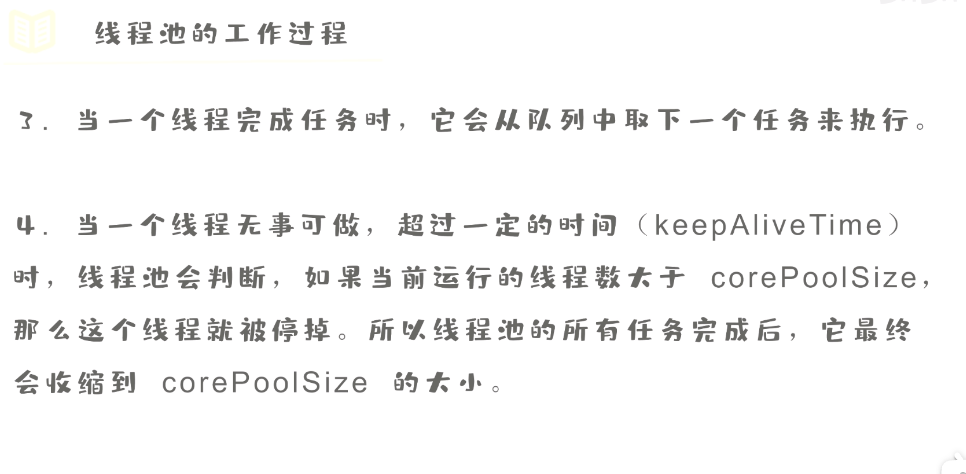 线程池的工作过程
3. 当一个线程完成任务时，它会从队列中取下一个任务来执行。
4. 当一个线程无事可做，超过一定的时间（keepAliveTime）
时，线程池会判断，如果当前运行的线程数大于 corePoolSize，
那么这个线程就被停掉。所以线程池的所有任务完成后，它最终
会收缩到 corePoolSize 的大小。